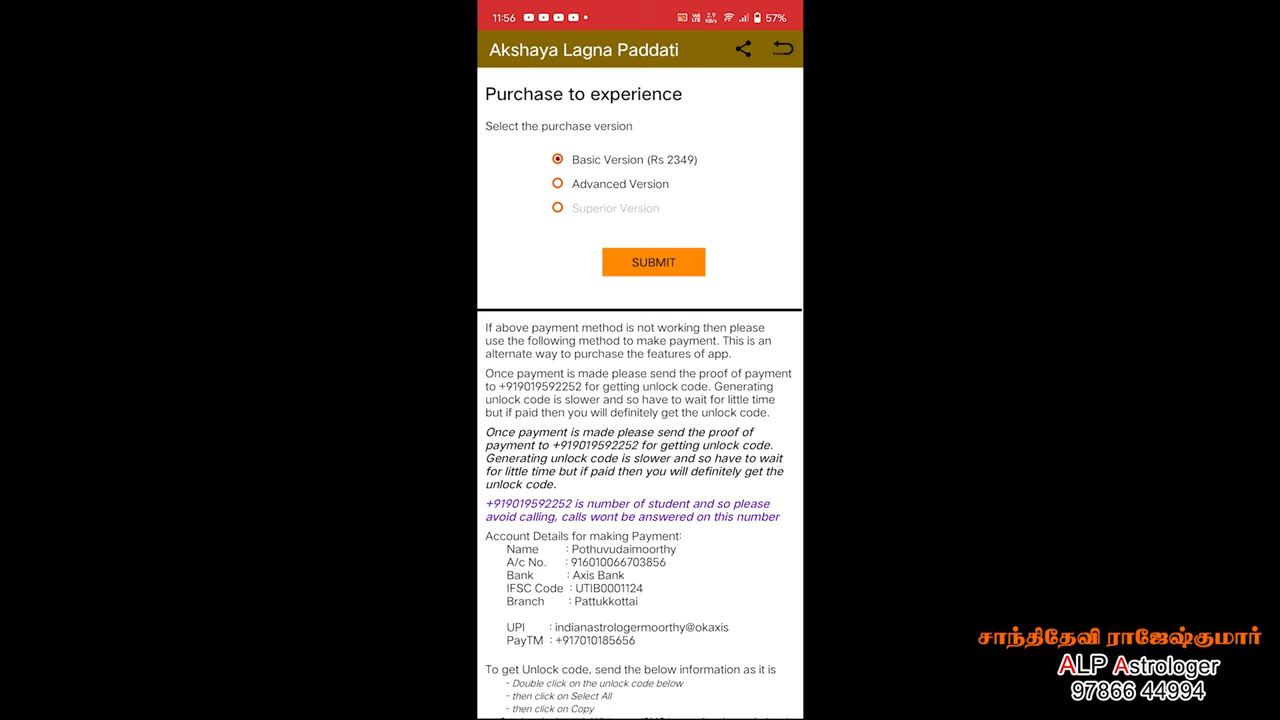 11:56
2.9
KB/s
57%
Akshaya Lagna Paddati
Purchase to experience
Select the purchase version
Basic Version (Rs 2349)
Advanced Version
Superior Version
SUBMIT
If above payment method is not working then please
use the following method to make payment. This is an
alternate way to purchase the features of app.
Once payment is made please send the proof of payment
to +919019592252 for getting unlock code. Generating
unlock code is slower and so have to wait for little time
but if paid then you will definitely get the unlock code.
Once payment is made please send the proof of
payment to +919019592252 for getting unlock code.
Generating unlock code is slower and so have to wait
for little time but if paid then you will definitely get the
unlock code.
+919019592252 is number of student and so please
avoid calling, calls wont be answered on this number
Account Details for making Payment:
Name : Pothuvudaimoorthy
A/c No. : 916010066703856
Bank : Axis Bank
IFSC Code : UTIB0001124
Branch : Pattukkottai
UPI : indianastrologermoorthy@okaxis
PayTM : +917010185656
To get Unlock code, send the below information as it is
- Double click on the unlock code below
- then click on Select All
- then click on Copy
சாந்திதேவி ராஜேஷ்குமார்
ALP Astrologer
97866 44994